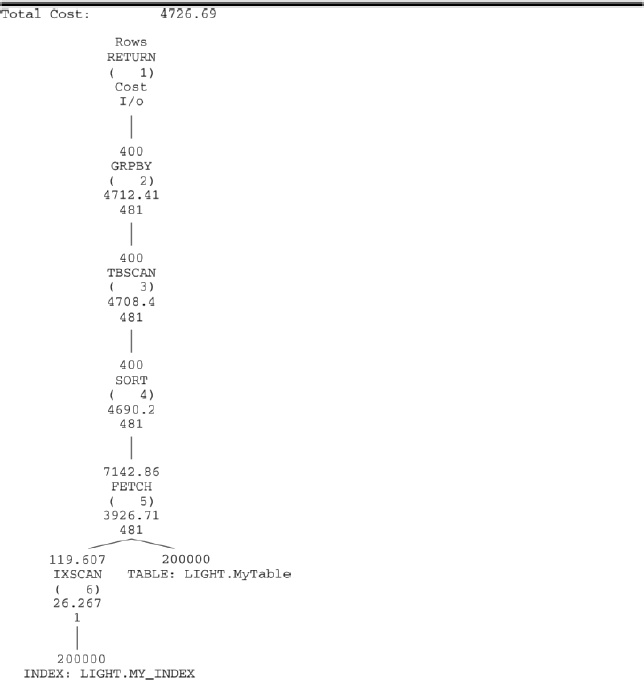 Total Cost: 4726.69
Rows
RETURN
( 1)
Cost
I/o
400
GRPBY
( 2)
4712.41
481
400
TBSCAN
( 3)
4708.4
481
400
SORT
( 4)
4690.2
481
7142.86
FETCH
( 5)
3926.71
481
119.607 200000
IXSCAN TABLE: LIGHT.MyTable
( 6)
26.267
1
200000
INDEX: LIGHT.MY_INDEX